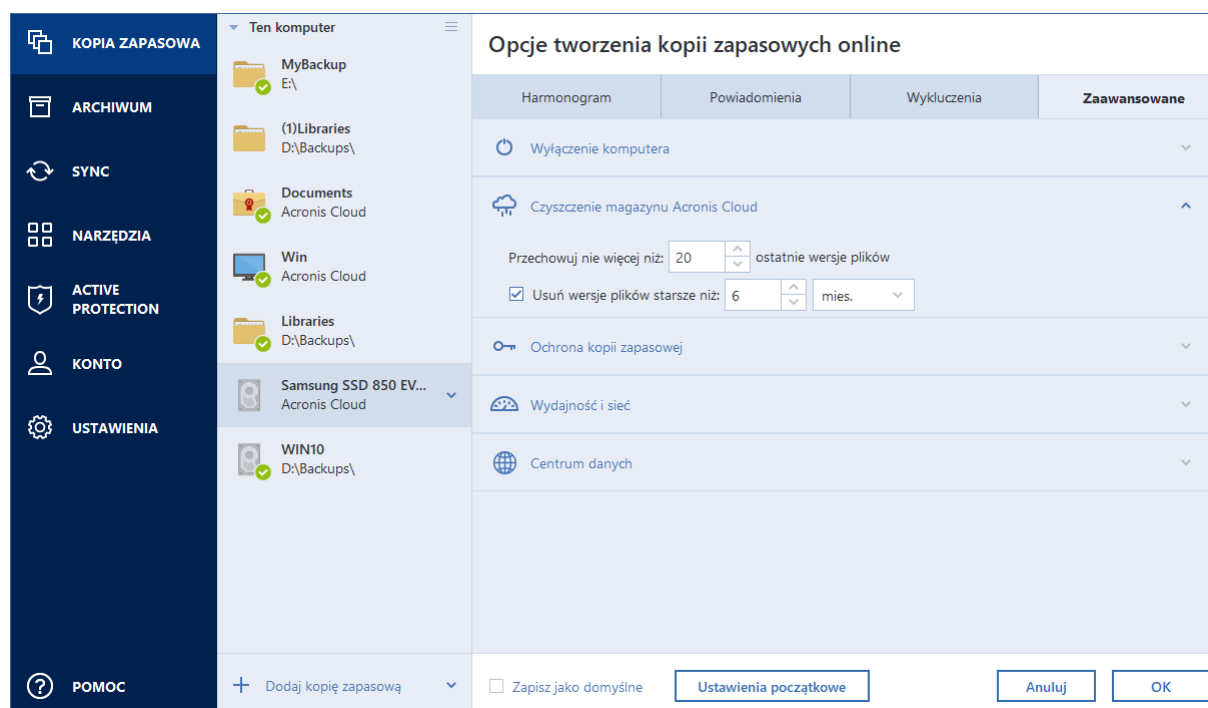 KOPIA ZAPASOWA
ARCHIWUM
SYNC
NARZĘDZIA
ACTIVE
PROTECTION
KONTO
USTAWIENIA
POMOC
Ten komputer
MyBackup
E:\
(1)Libraries
D:\Backups\
Documents
Acronis Cloud
Win
Acronis Cloud
Libraries
D:\Backups\
Samsung SSD 850 EV...
Acronis Cloud
WIN10
D:\Backups\
Dodaj kopię zapasową
Opcje tworzenia kopii zapasowych online
Harmonogram Powiadomienia Wykluczenia Zaawansowane
Wyłączenie komputera
Czyszczenie magazynu Acronis Cloud
Przechowuj nie więcej niż: 20 ostatnie wersje plików
Usuń wersje plików starsze niż: 6 mies.
Ochrona kopii zapasowej
Wydajność i sieć
Centrum danych
Zapisz jako domyślne Ustawienia początkowe Anuluj OK